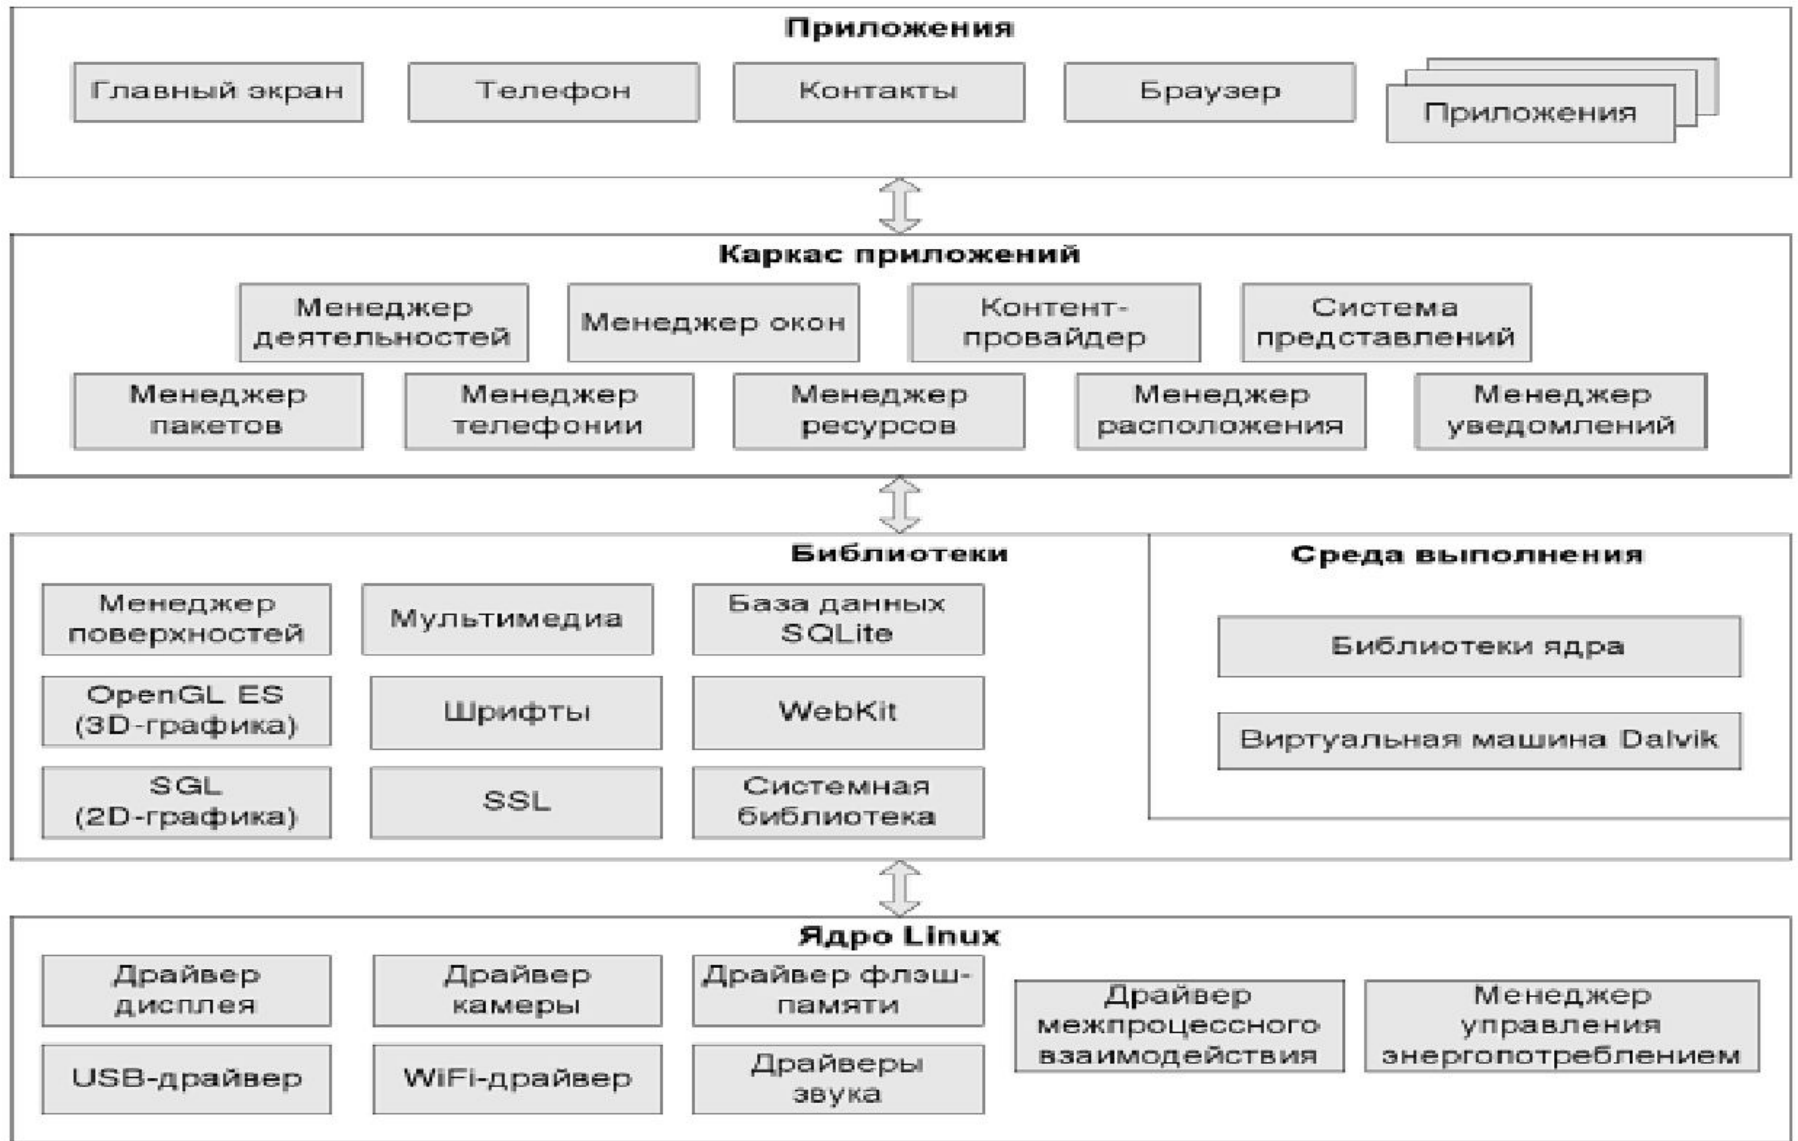 Приложения
Главный экран
Телефон
Контакты
Браузер
Приложения
Каркас приложений
Менеджер
деятельностей
Менеджер окон
Контент-
провайдер
Система
представлений
Менеджер
пакетов
Менеджер
телефонии
Менеджер
ресурсов
Менеджер
расположения
Менеджер
уведомлений
Библиотеки
Менеджер
поверхностей
Мультимедиа
База данных
SQLite
OpenGL ES
(3D-графика)
Шрифты
WebKit
SGL
(2D-графика)
SSL
Системная
библиотека
Среда выполнения
Библиотеки ядра
Виртуальная машина Dalvik
Ядро Linux
Драйвер
дисплея
Драйвер
камеры
Драйвер флэш-
памяти
USB-драйвер
WiFi-драйвер
Драйверы
звука
Драйвер
межпроцессного
взаимодействия
Менеджер
управления
энергопотреблением